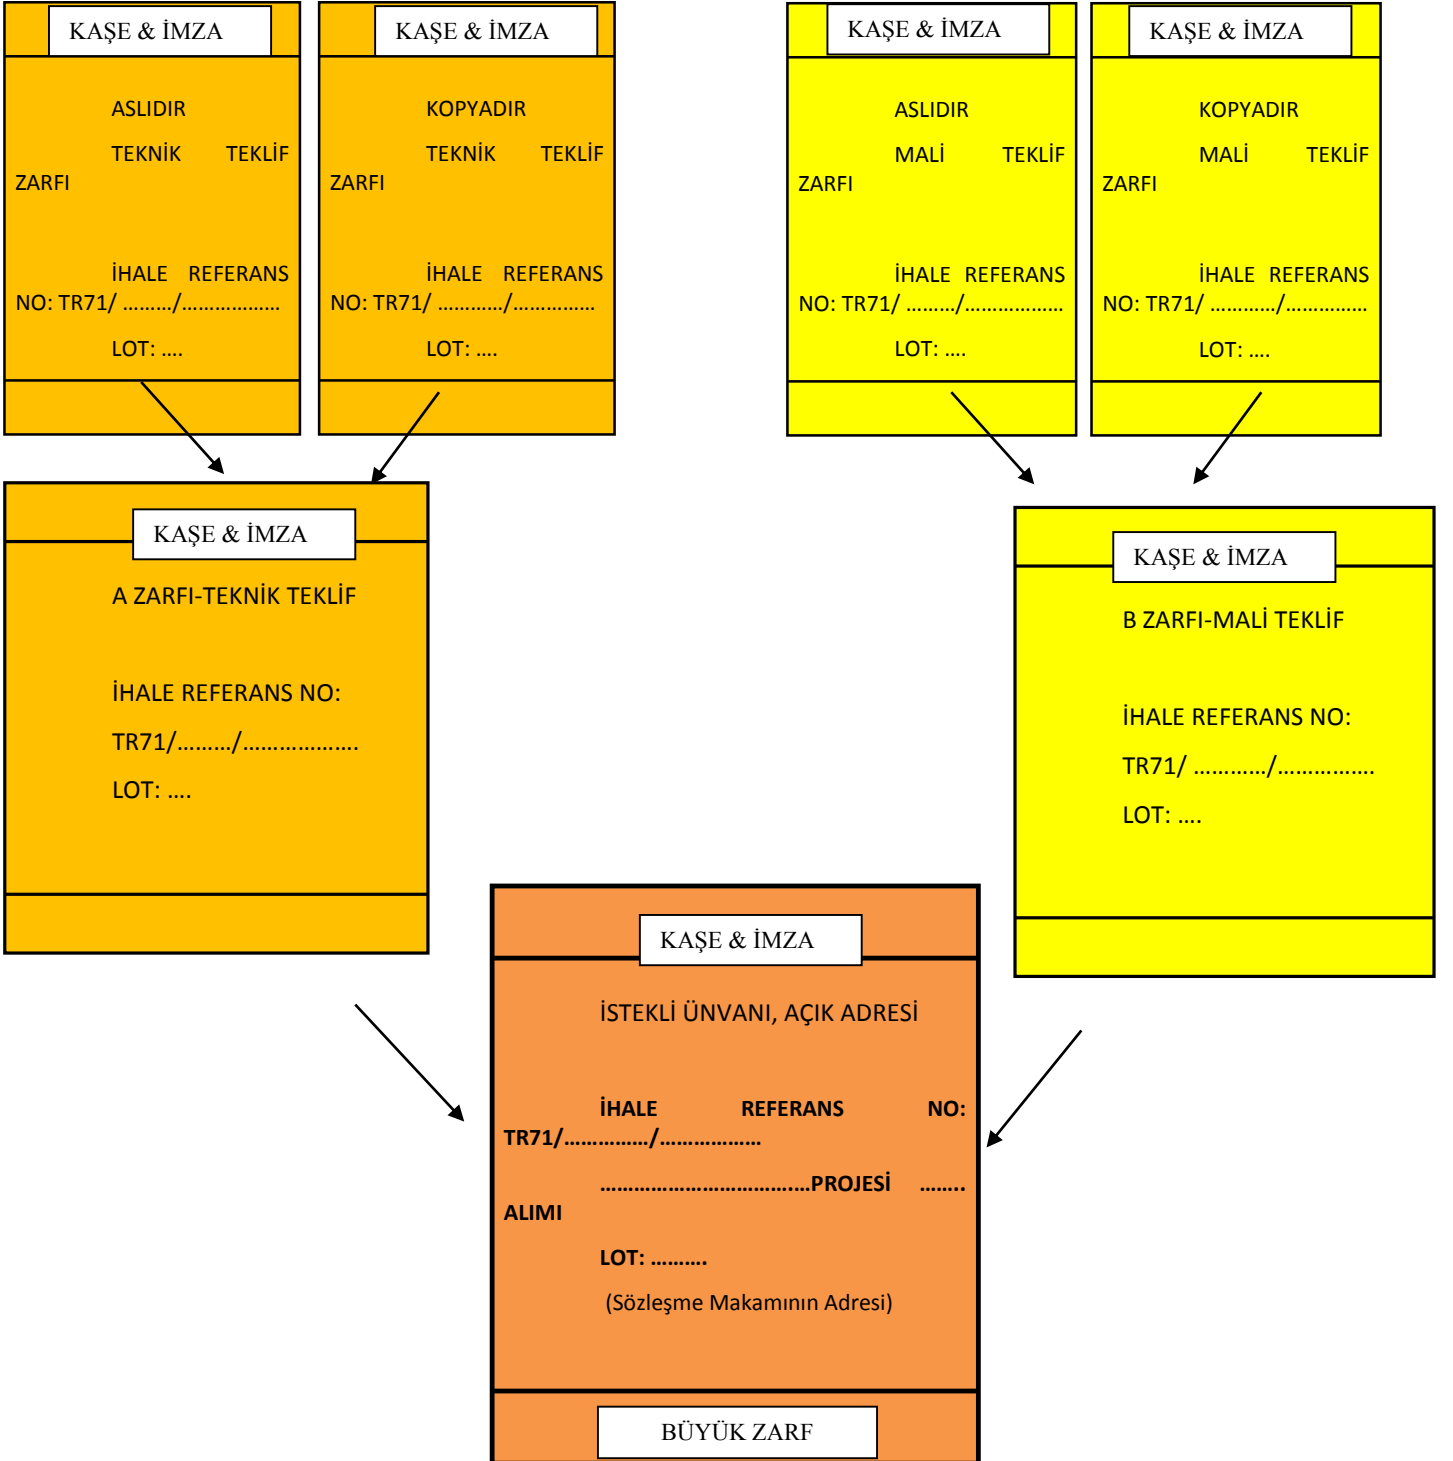 KAŞE & İMZA
ASLIDIR
TEKNİK TEKLİF
ZARFI
İHALE REFERANS
NO: TR71/ ………/………………
LOT: ….
KAŞE & İMZA
KOPYADIR
TEKNİK TEKLİF
ZARFI
İHALE REFERANS
NO: TR71/ …………/……………
LOT: ….
KAŞE & İMZA
ASLIDIR
MALİ TEKLİF
ZARFI
İHALE REFERANS
NO: TR71/ ………/………………
LOT: ….
KAŞE & İMZA
KOPYADIR
MALİ TEKLİF
ZARFI
İHALE REFERANS
NO: TR71/ …………/……………
LOT: ….
KAŞE & İMZA
A ZARFI-TEKNİK TEKLİF
İHALE REFERANS NO:
TR71/………/……………….
LOT: ….
KAŞE & İMZA
B ZARFI-MALİ TEKLİF
İHALE REFERANS NO:
TR71/ …………/…………….
LOT: ….
KAŞE & İMZA
İSTEKLİ ÜNVANI, AÇIK ADRESİ
İHALE REFERANS NO:
TR71/……………/………………
…………………………….…PROJESİ ……..
ALIMI
LOT: ……….
(Sözleşme Makamının Adresi)
BÜYÜK ZARF